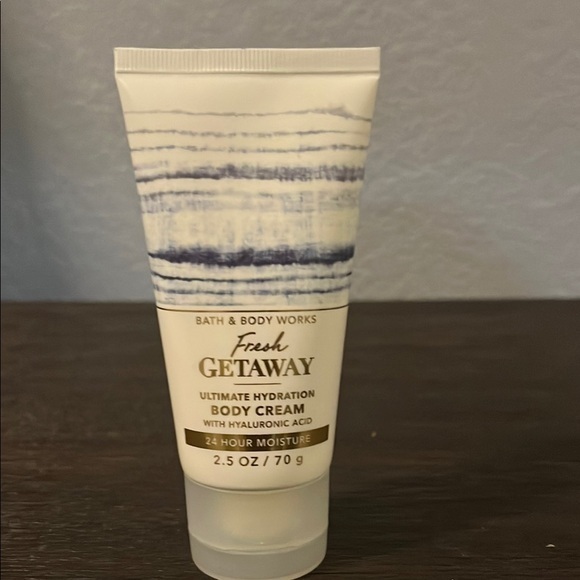 BATH & BODY WORKS
Fresh
GETAWAY
ULTIMATE HYDRATION
BODY CREAM
WITH HYALURONIC ACID
24 HOUR MOISTURE
2.5 OZ / 70 g